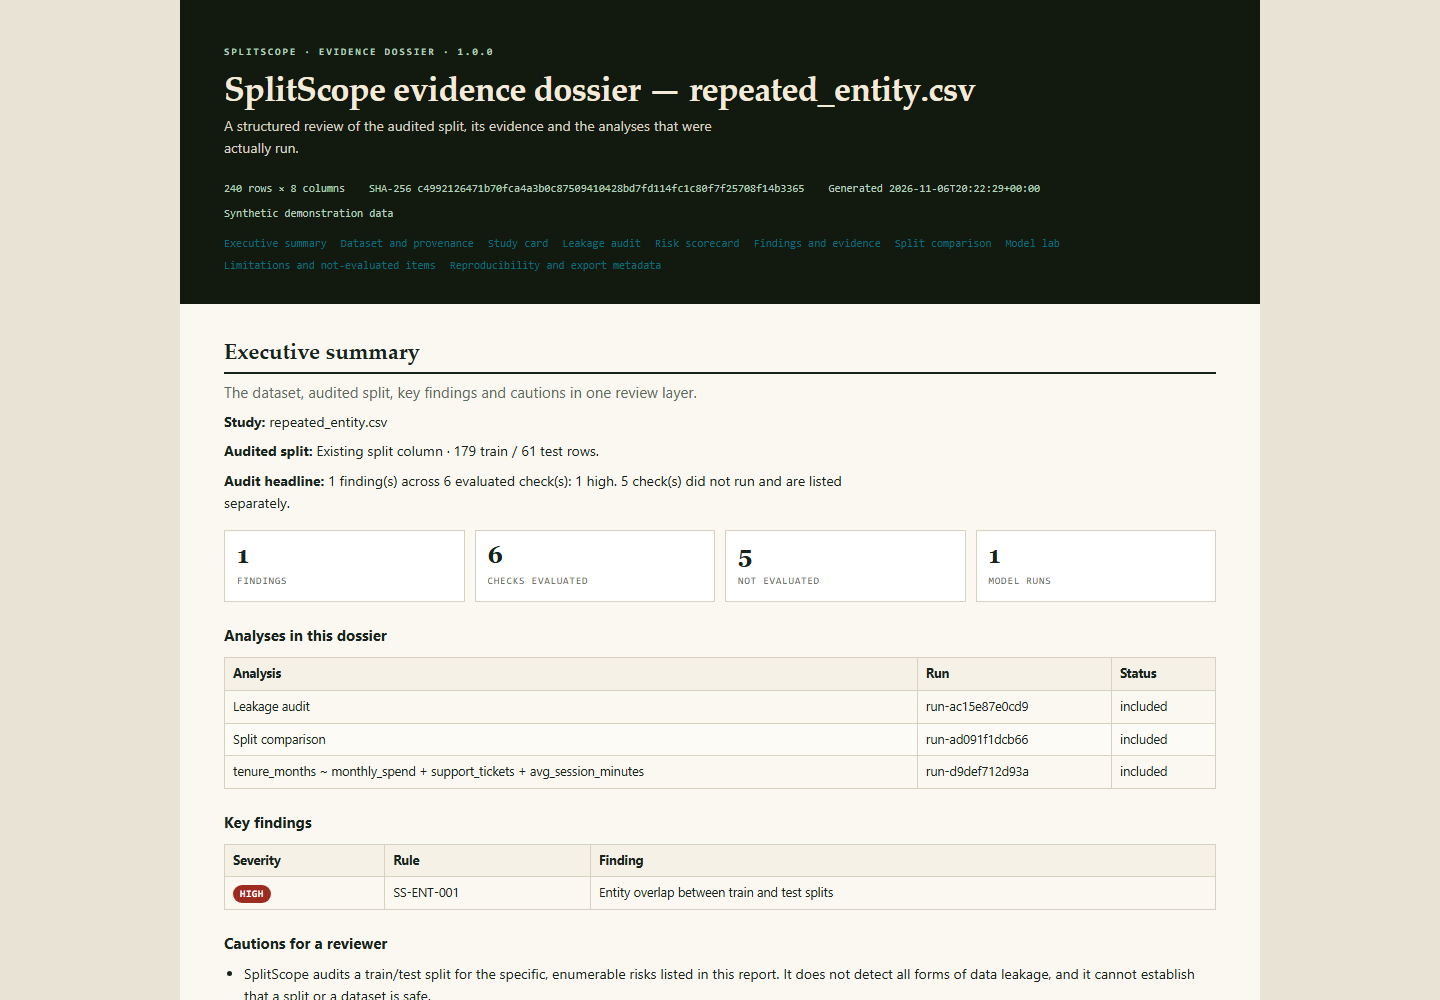 SPLITSCOPE · EVIDENCE DOSSIER · 1.0.0
SplitScope evidence dossier — repeated_entity.csv
A structured review of the audited split, its evidence and the analyses that were
actually run.
240 rows × 8 columns SHA-256 c4992126471b70fca4a3b0c87509410428bd7fd114fc1c80f7f25708f14b3365 Generated 2026-11-06T20:22:29+00:00
Synthetic demonstration data
Executive summary Dataset and provenance Study card Leakage audit Risk scorecard Findings and evidence Split comparison Model lab
Limitations and not-evaluated items Reproducibility and export metadata
Executive summary
The dataset, audited split, key findings and cautions in one review layer.
Study: repeated_entity.csv
Audited split: Existing split column · 179 train / 61 test rows.
Audit headline: 1 finding(s) across 6 evaluated check(s): 1 high. 5 check(s) did not run and are listed
separately.
1 6 5 1
FINDINGS CHECKS EVALUATED NOT EVALUATED MODEL RUNS
Analyses in this dossier
Analysis Run Status
Leakage audit run-ac15e87e0cd9 included
Split comparison run-ad091f1dcb66 included
tenure_months ~ monthly_spend + support_tickets + avg_session_minutes run-d9def712d93a included
Key findings
Severity Rule Finding
HIGH SS-ENT-001 Entity overlap between train and test splits
Cautions for a reviewer
• SplitScope audits a train/test split for the specific, enumerable risks listed in this report. It does not detect all forms of data leakage, and it cannot establish
that a split or a dataset is safe.